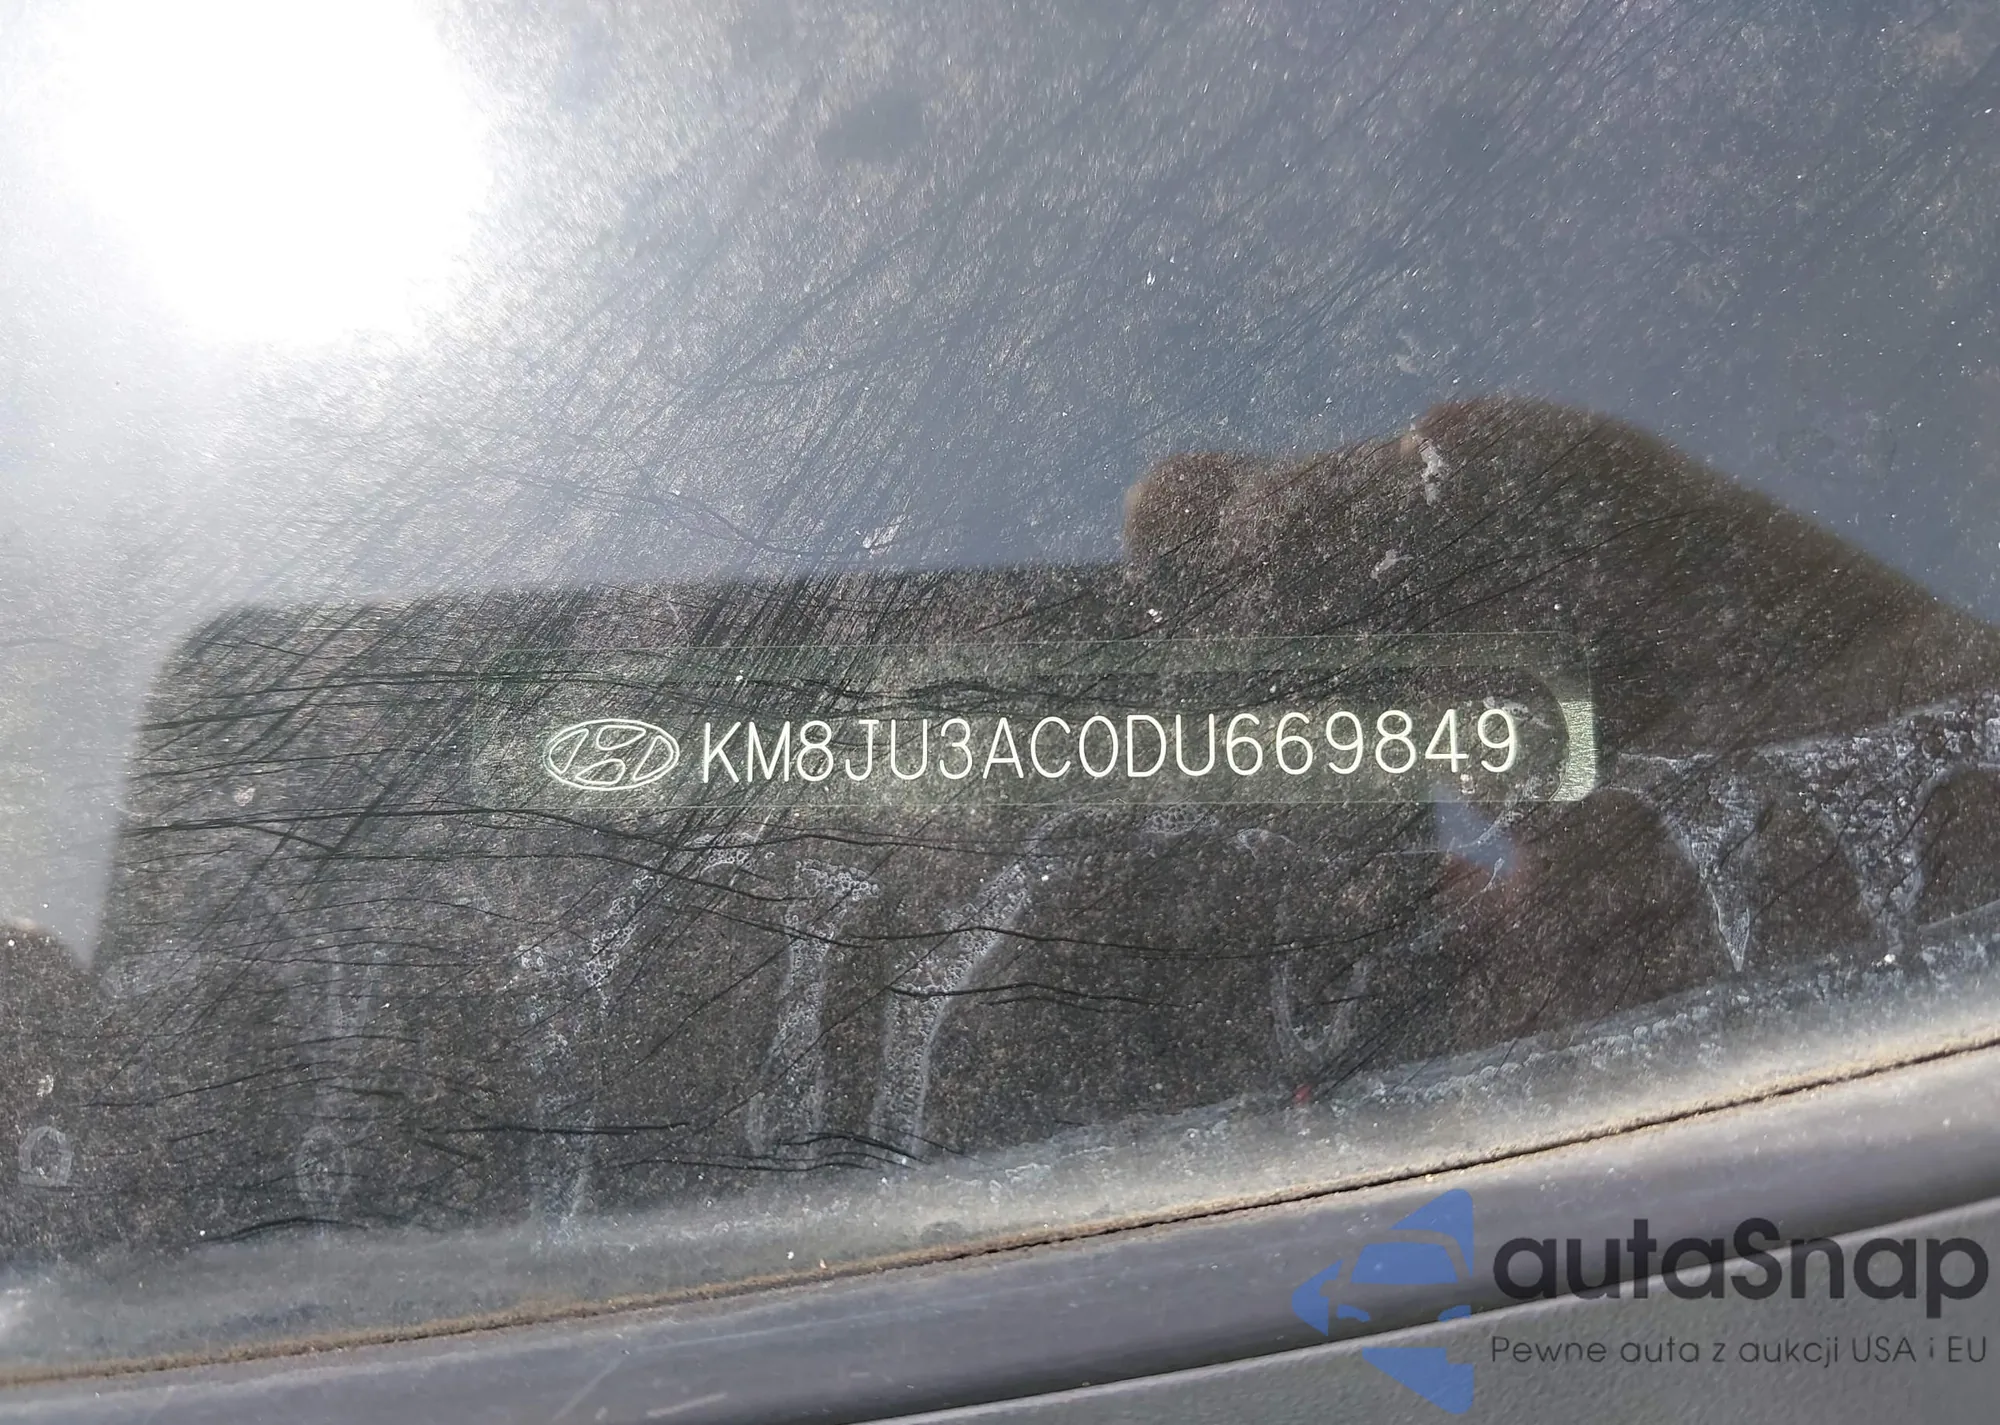 KM8JU3AC0DU669849
autaSnap
Pewne auta z aukcji USA i EU